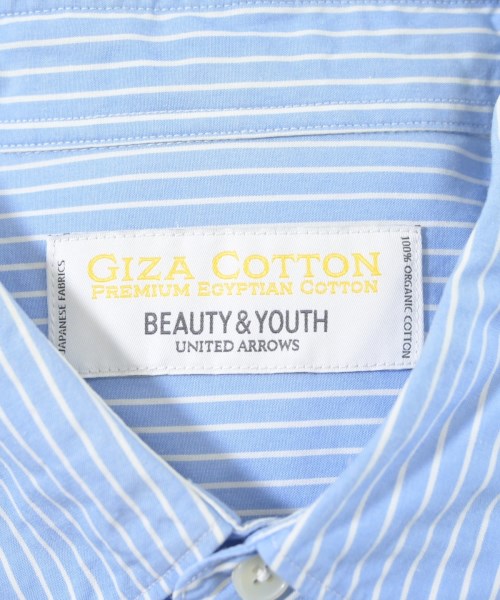 GIZA COTTON
PREMIUM EGYPTIAN COTTON
BEAUTY & YOUTH
UNITED ARROWS
JAPANESE FABRICS
100% ORGANIC COTTON